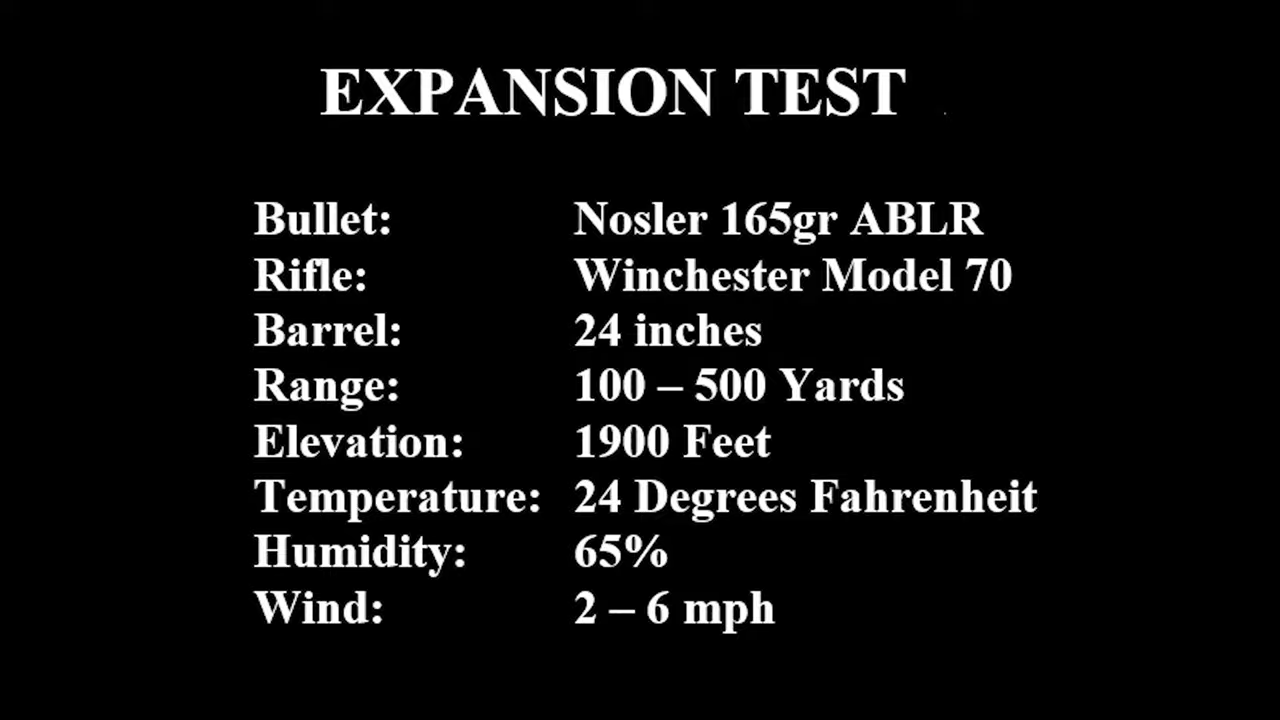 EXPANSION TEST
Bullet: Nosler 165gr ABLR
Rifle: Winchester Model 70
Barrel: 24 inches
Range: 100 – 500 Yards
Elevation: 1900 Feet
Temperature: 24 Degrees Fahrenheit
Humidity: 65%
Wind: 2 – 6 mph